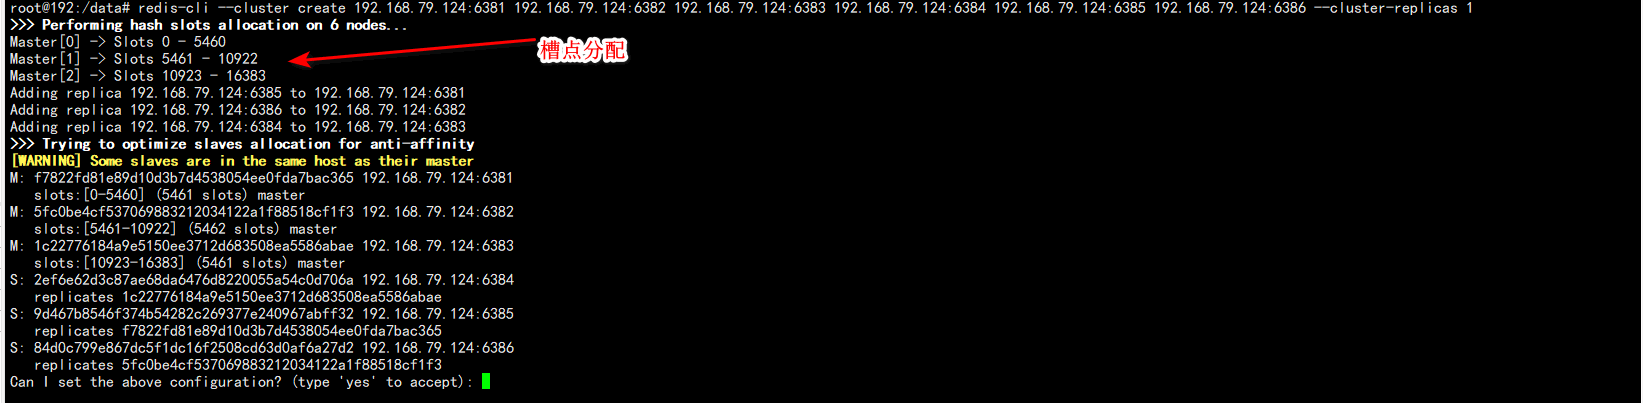 root@192:/data# redis-cli --cluster create 192.168.79.124:6381 192.168.79.124:6382 192.168.79.124:6383 192.168.79.124:6384 192.168.79.124:6385 192.168.79.124:6386 --cluster-replicas 1
>>> Performing hash slots allocation on 6 nodes...
Master[0] -> Slots 0 - 5460
Master[1] -> Slots 5461 - 10922
槽点分配
Master[2] -> Slots 10923 - 16383
Adding replica 192.168.79.124:6385 to 192.168.79.124:6381
Adding replica 192.168.79.124:6386 to 192.168.79.124:6382
Adding replica 192.168.79.124:6384 to 192.168.79.124:6383
>>> Trying to optimize slaves allocation for anti-affinity
[WARNING] Some slaves are in the same host as their master
M: f7822fd81e89d10d3b7d4538054ee0fda7bac365 192.168.79.124:6381
slots:[0-5460] (5461 slots) master
M: 5fc0be4cf537069883212034122a1f88518cf1f3 192.168.79.124:6382
slots:[5461-10922] (5462 slots) master
M: 1c22776184a9e5150ee3712d683508ea5586abae 192.168.79.124:6383
slots:[10923-16383] (5461 slots) master
S: 2ef6e62d3c87ae68da6476d8220055a54c0d706a 192.168.79.124:6384
replicates 1c22776184a9e5150ee3712d683508ea5586abae
S: 9d467b8546f374b54282c269377e240967abff32 192.168.79.124:6385
replicates f7822fd81e89d10d3b7d4538054ee0fda7bac365
S: 84d0c799e867dc5f1dc16f2508cd63d0af6a27d2 192.168.79.124:6386
replicates 5fc0be4cf537069883212034122a1f88518cf1f3
Can I set the above configuration? (type 'yes' to accept):